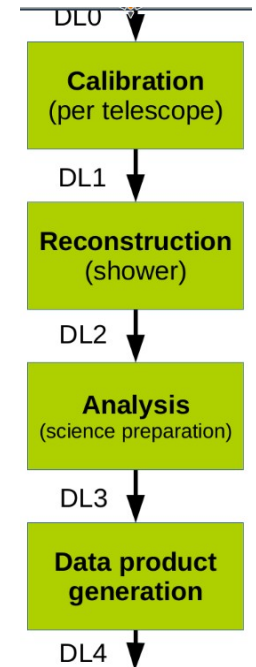 DL0
Calibration
(per telescope)
DL1
Reconstruction
(shower)
DL2
Analysis
(science preparation)
DL3
Data product
generation
DL4